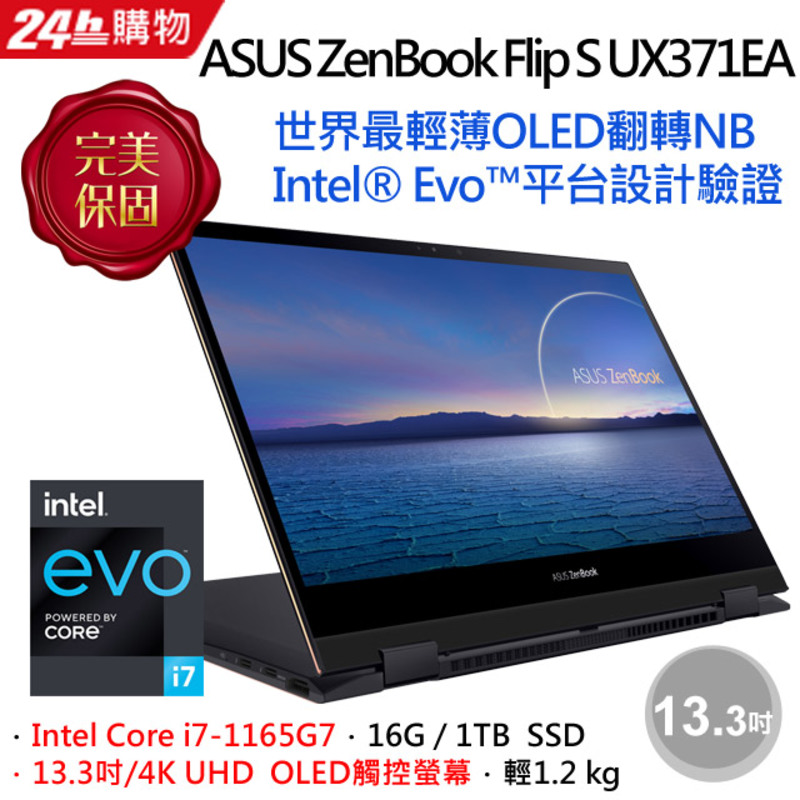 24h購物
ASUS ZenBook Flip S UX371EA
完美
保固
世界最輕薄OLED翻轉NB
Intel® Evo™平台設計驗證
ASUS ZenBook
ASUS ZenBook
intel.
evo™
POWERED BY
CORE™
i7
13.3吋
· Intel Core i7-1165G7 · 16G / 1TB SSD
· 13.3吋/4K UHD OLED觸控螢幕 · 輕1.2 kg